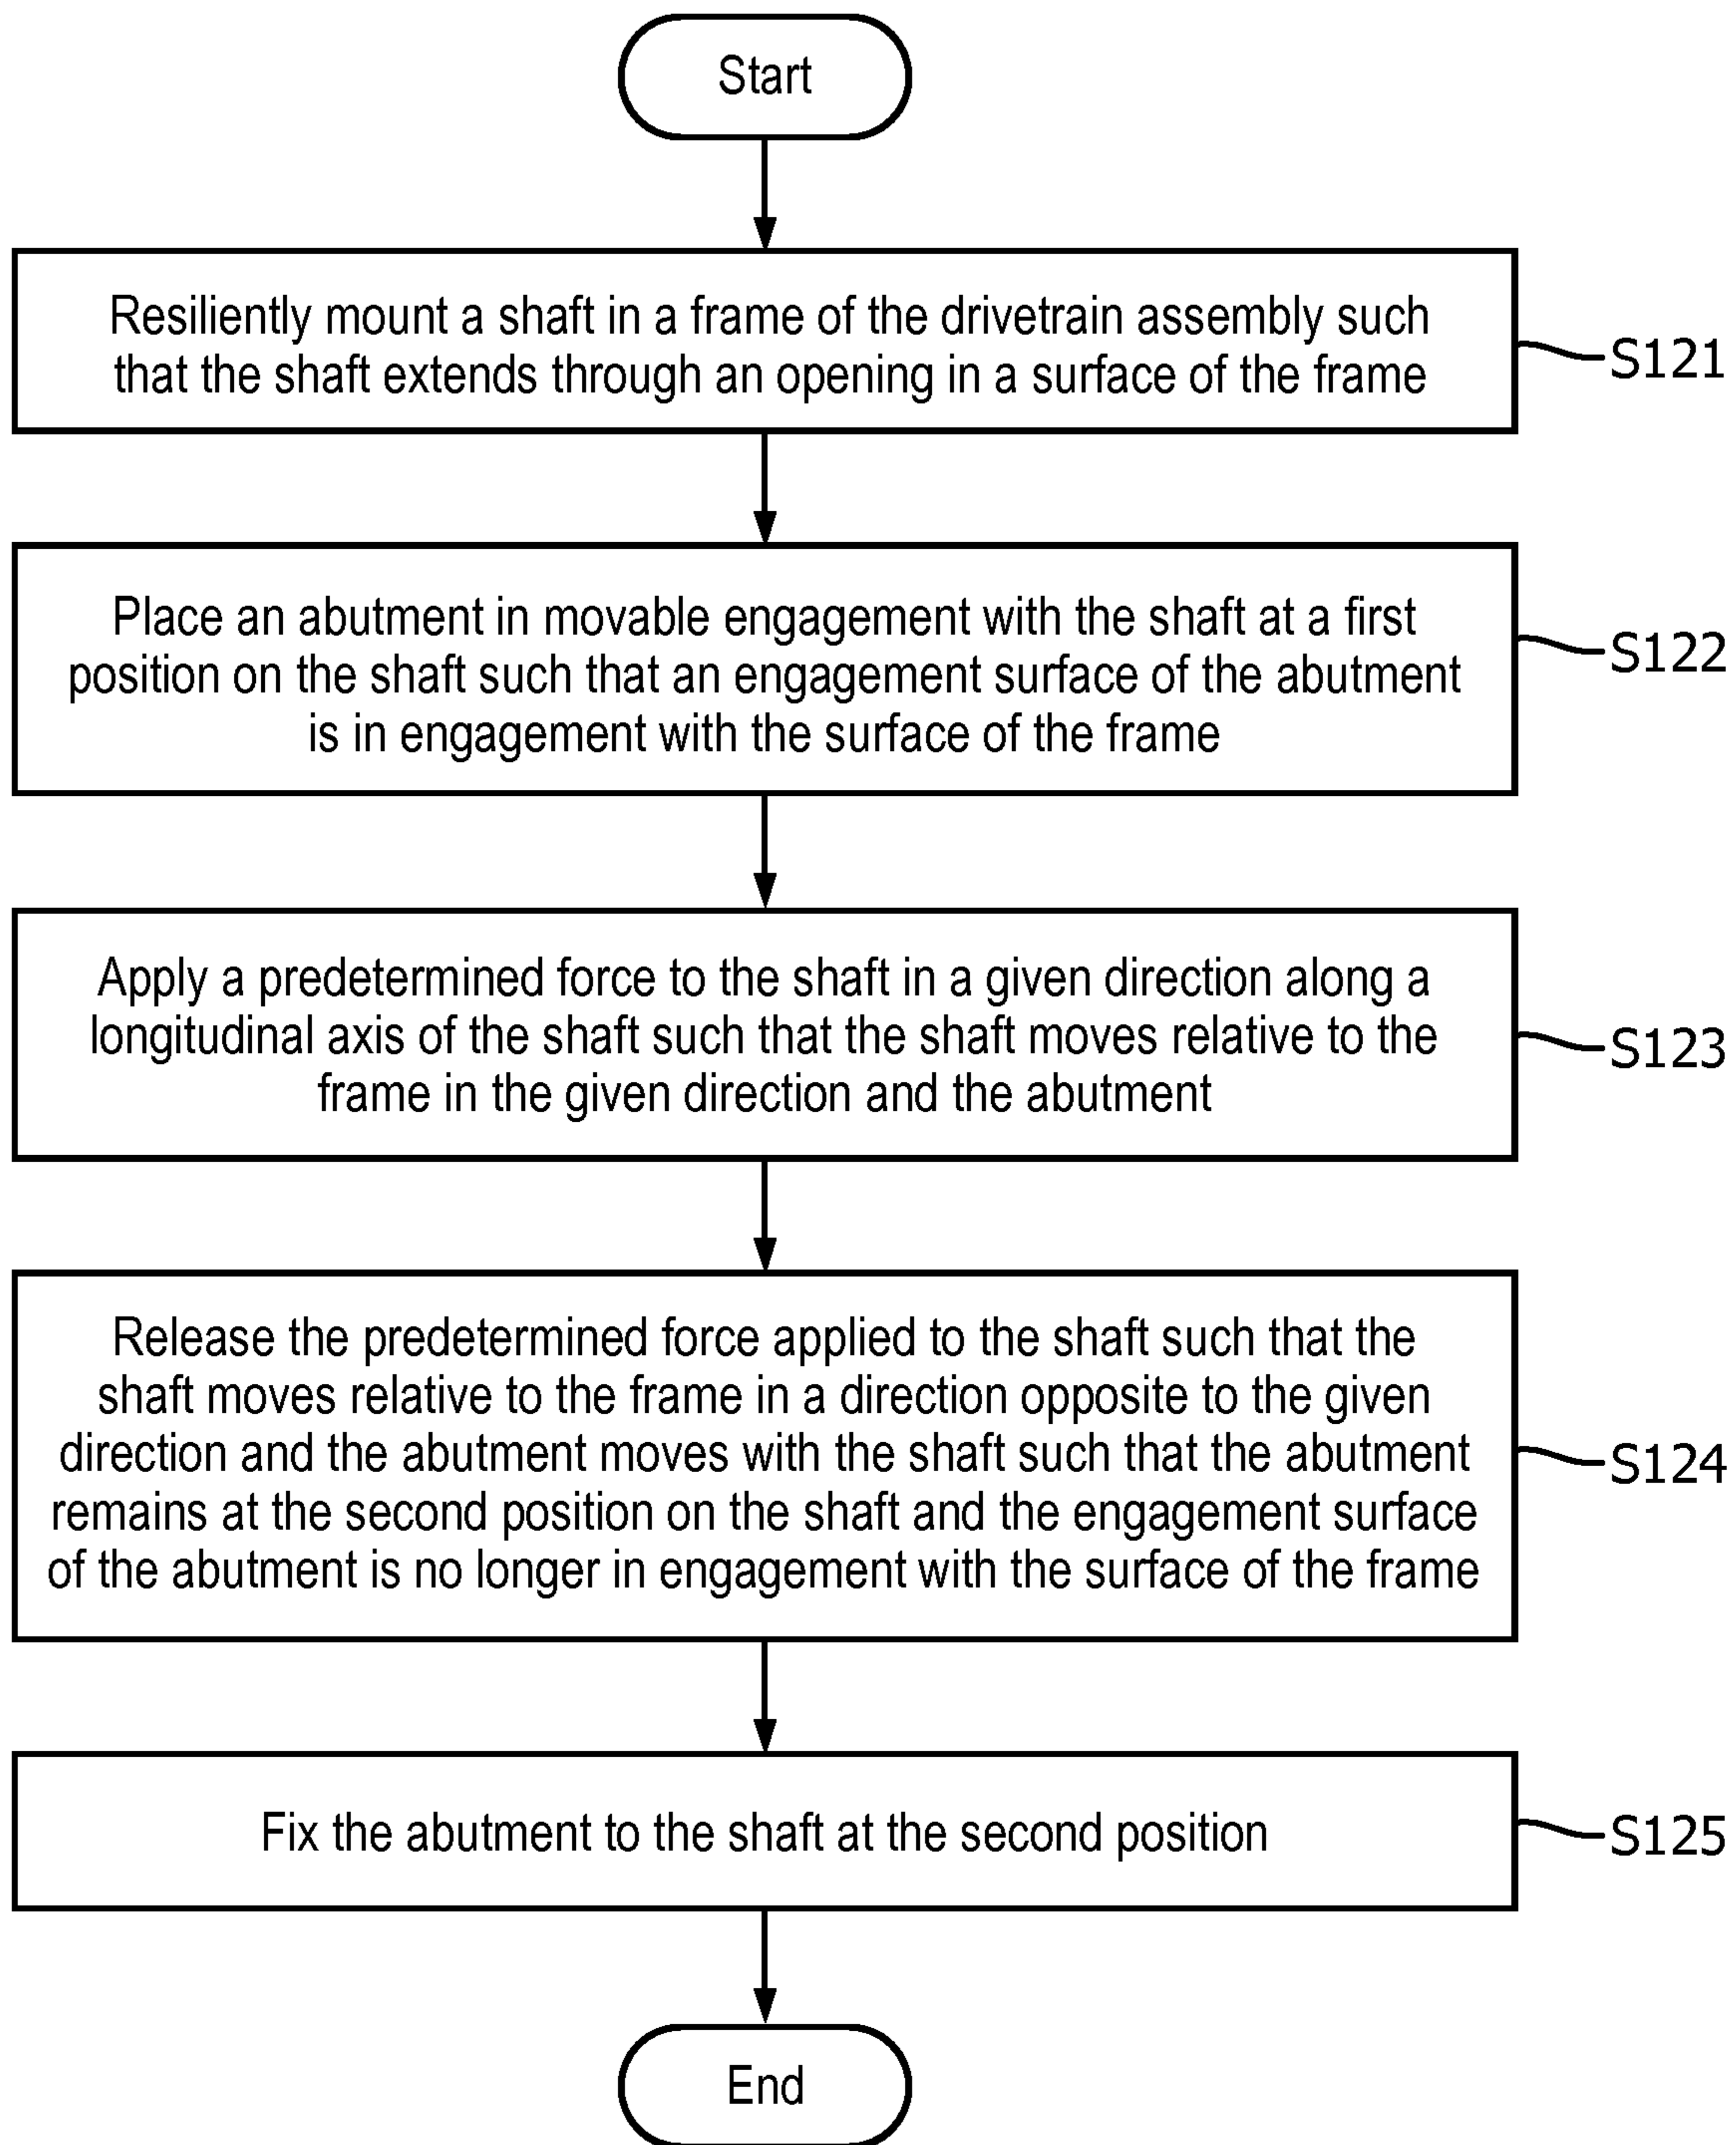 Start
Resiliently mount a shaft in a frame of the drivetrain assembly such
that the shaft extends through an opening in a surface of the frame
S121
Place an abutment in movable engagement with the shaft at a first
position on the shaft such that an engagement surface of the abutment
is in engagement with the surface of the frame
S122
Apply a predetermined force to the shaft in a given direction along a
longitudinal axis of the shaft such that the shaft moves relative to the
frame in the given direction and the abutment
S123
Release the predetermined force applied to the shaft such that the
shaft moves relative to the frame in a direction opposite to the given
direction and the abutment moves with the shaft such that the abutment
remains at the second position on the shaft and the engagement surface
of the abutment is no longer in engagement with the surface of the frame
S124
Fix the abutment to the shaft at the second position
S125
End